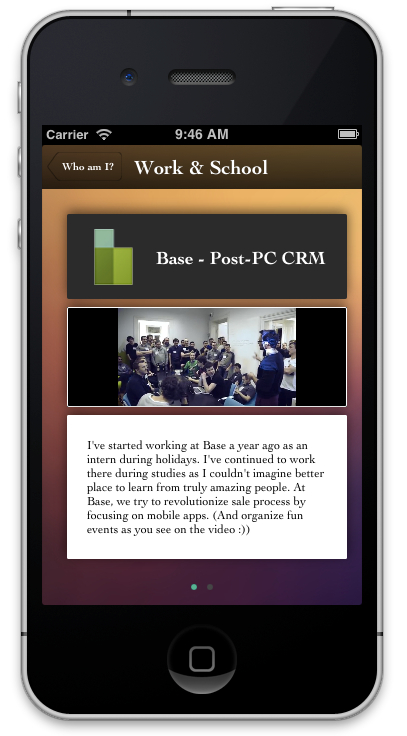 Carrier 9:46 AM
Who am I? Work & School
Base - Post-PC CRM
I've started working at Base a year ago as an
intern during holidays. I've continued to work
there during studies as I couldn't imagine better
place to learn from truly amazing people. At
Base, we try to revolutionize sale process by
focusing on mobile apps. (And organize fun
events as you see on the video :))